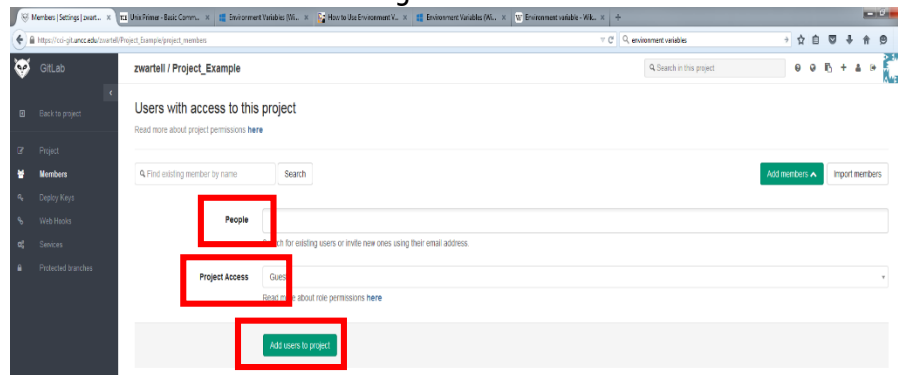 Members | Settings | zwart...
Unix Primer - Basic Comm...
Environment Variables (Wi...
How to Use Environment V...
Environment Variables (Wi...
Environment variable - Wik...
https://cci-git.uncc.edu/zwartell/Project_Example/project_members
environment variables
GitLab
zwartell / Project_Example
Search in this project
Back to project
Users with access to this project
Read more about project permissions here
Project
Members
Find existing member by name
Search
Add members
Import members
Deploy Keys
Web Hooks
People
Services
ch for existing users or invite new ones using their email address.
Protected branches
Project Access
Gues
Read m e about role permissions here
Add users to project